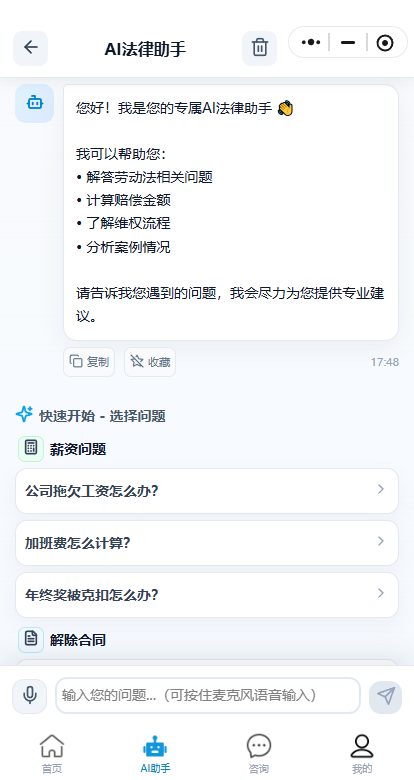 AI法律助手
您好！我是您的专属AI法律助手 👏
我可以帮助您：
• 解答劳动法相关问题
• 计算赔偿金额
• 了解维权流程
• 分析案例情况
请告诉我您遇到的问题，我会尽力为您提供专业建
议。
复制 收藏 17:48
快速开始 - 选择问题
薪资问题
公司拖欠工资怎么办？
加班费怎么计算？
年终奖被克扣怎么办？
解除合同
输入您的问题...（可按住麦克风语音输入）
首页 AI助手 咨询 我的